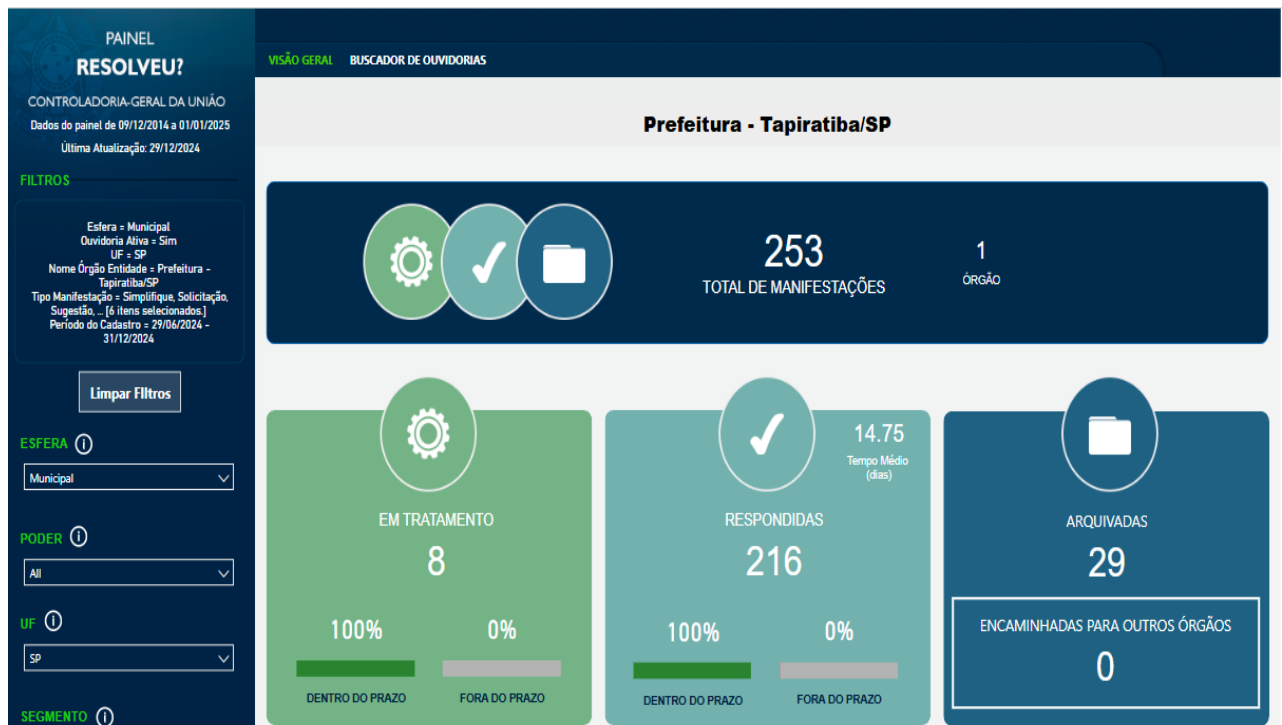 PAINEL
RESOLVEU?
CONTROLADORIA-GERAL DA UNIÃO
Dados do painel de 09/12/2014 a 01/01/2025
Última Atualização: 29/12/2024
FILTROS
Esfera = Municipal
Ouvidoria Ativa = Sim
UF = SP
Nome Órgão Entidade = Prefeitura -
Tapiratiba/SP
Tipo Manifestação = Simplifique, Solicitação,
Sugestão, ... [6 itens selecionados.]
Período do Cadastro = 29/06/2024 -
31/12/2024
Limpar FIltros
ESFERA
Municipal
PODER
All
UF
SP
SEGMENTO
VISÃO GERAL BUSCADOR DE OUVIDORIAS
Prefeitura - Tapiratiba/SP
253
TOTAL DE MANIFESTAÇÕES
1
ÓRGÃO
EM TRATAMENTO
8
100% 0%
DENTRO DO PRAZO FORA DO PRAZO
14.75
Tempo Médio
(dias)
RESPONDIDAS
216
100% 0%
DENTRO DO PRAZO FORA DO PRAZO
ARQUIVADAS
29
ENCAMINHADAS PARA OUTROS ÓRGÃOS
0